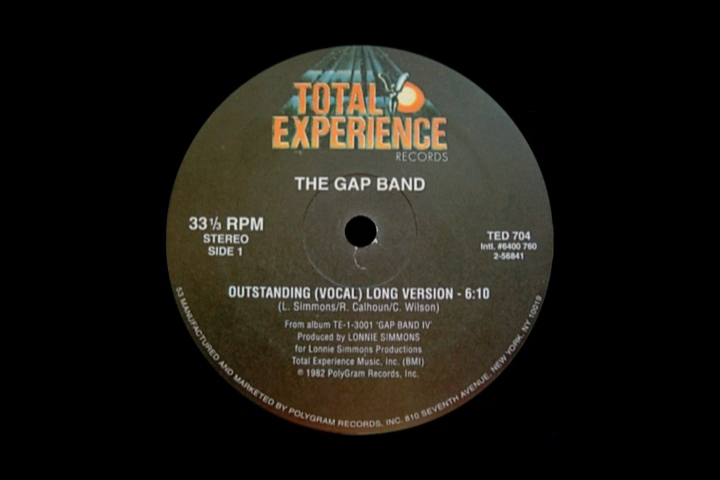 TOTAL
EXPERIENCE
RECORDS
THE GAP BAND
33⅓ RPM
STEREO
SIDE 1
TED 704
Intl. #6400 760
2-56841
OUTSTANDING (VOCAL) LONG VERSION - 6:10
(L. Simmons/R. Calhoun/C. Wilson)
From album TE-1-3001 'GAP BAND IV'
Produced by LONNIE SIMMONS
for Lonnie Simmons Productions
Total Experience Music, Inc. (BMI)
℗ 1982 PolyGram Records, Inc.
53 MANUFACTURED AND MARKETED BY POLYGRAM RECORDS, INC. 810 SEVENTH AVENUE, NEW YORK, NY 10019